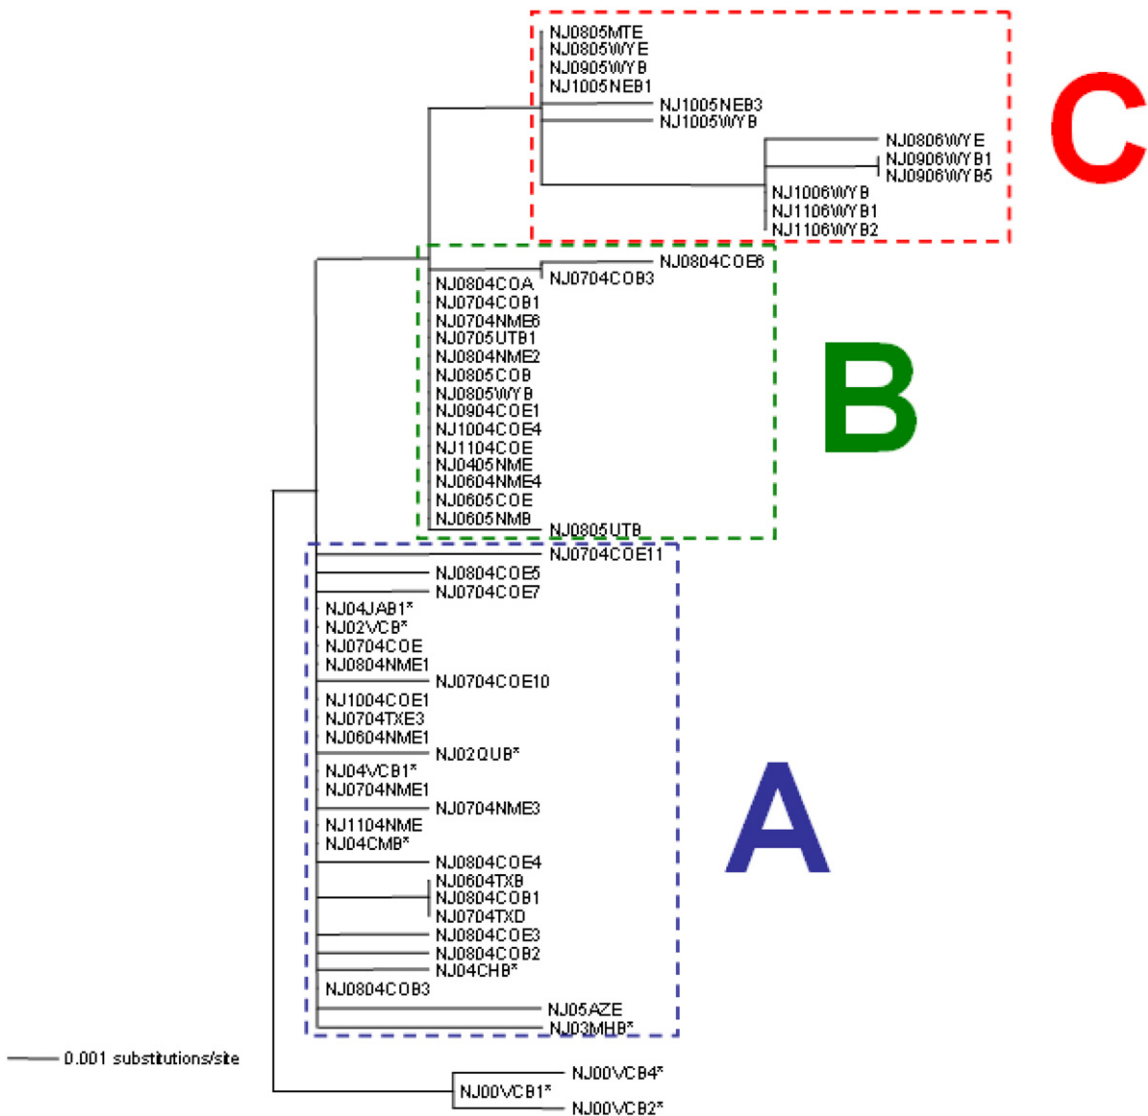 NJ0805MTE
NJ0805WYE
NJ0905WYB
NJ1005NEB1
NJ1005NEB3
NJ1005WYB
NJ0806WYE
NJ0906WYB1
NJ0906WYB5
NJ1006WYB
NJ1106WYB1
NJ1106WYB2
C
NJ0804COE6
NJ0704COB3
NJ0804COA
NJ0704COB1
NJ0704NME6
NJ0705UTB1
NJ0804NME2
NJ0805COB
NJ0805WYB
NJ0904COE1
NJ1004COE4
NJ1104COE
NJ0405NME
NJ0604NME4
NJ0605COE
NJ0605NMB
NJ0805UTB
B
NJ0704COE11
NJ0804COE5
NJ0704COE7
NJ04JAB1*
NJ02VCB*
NJ0704COE
NJ0804NME1
NJ0704COE10
NJ1004COE1
NJ0704TXE3
NJ0604NME1
NJ02QUB*
NJ04VCB1*
NJ0704NME1
NJ0704NME3
NJ1104NME
NJ04CMB*
NJ0804COE4
NJ0604TXB
NJ0804COB1
NJ0704TXD
NJ0804COE3
NJ0804COB2
NJ04CHB*
NJ0804COB3
NJ05AZE
NJ03MHB*
A
0.001 substitutions/site
NJ00VCB4*
NJ00VCB1*
NJ00VCB2*